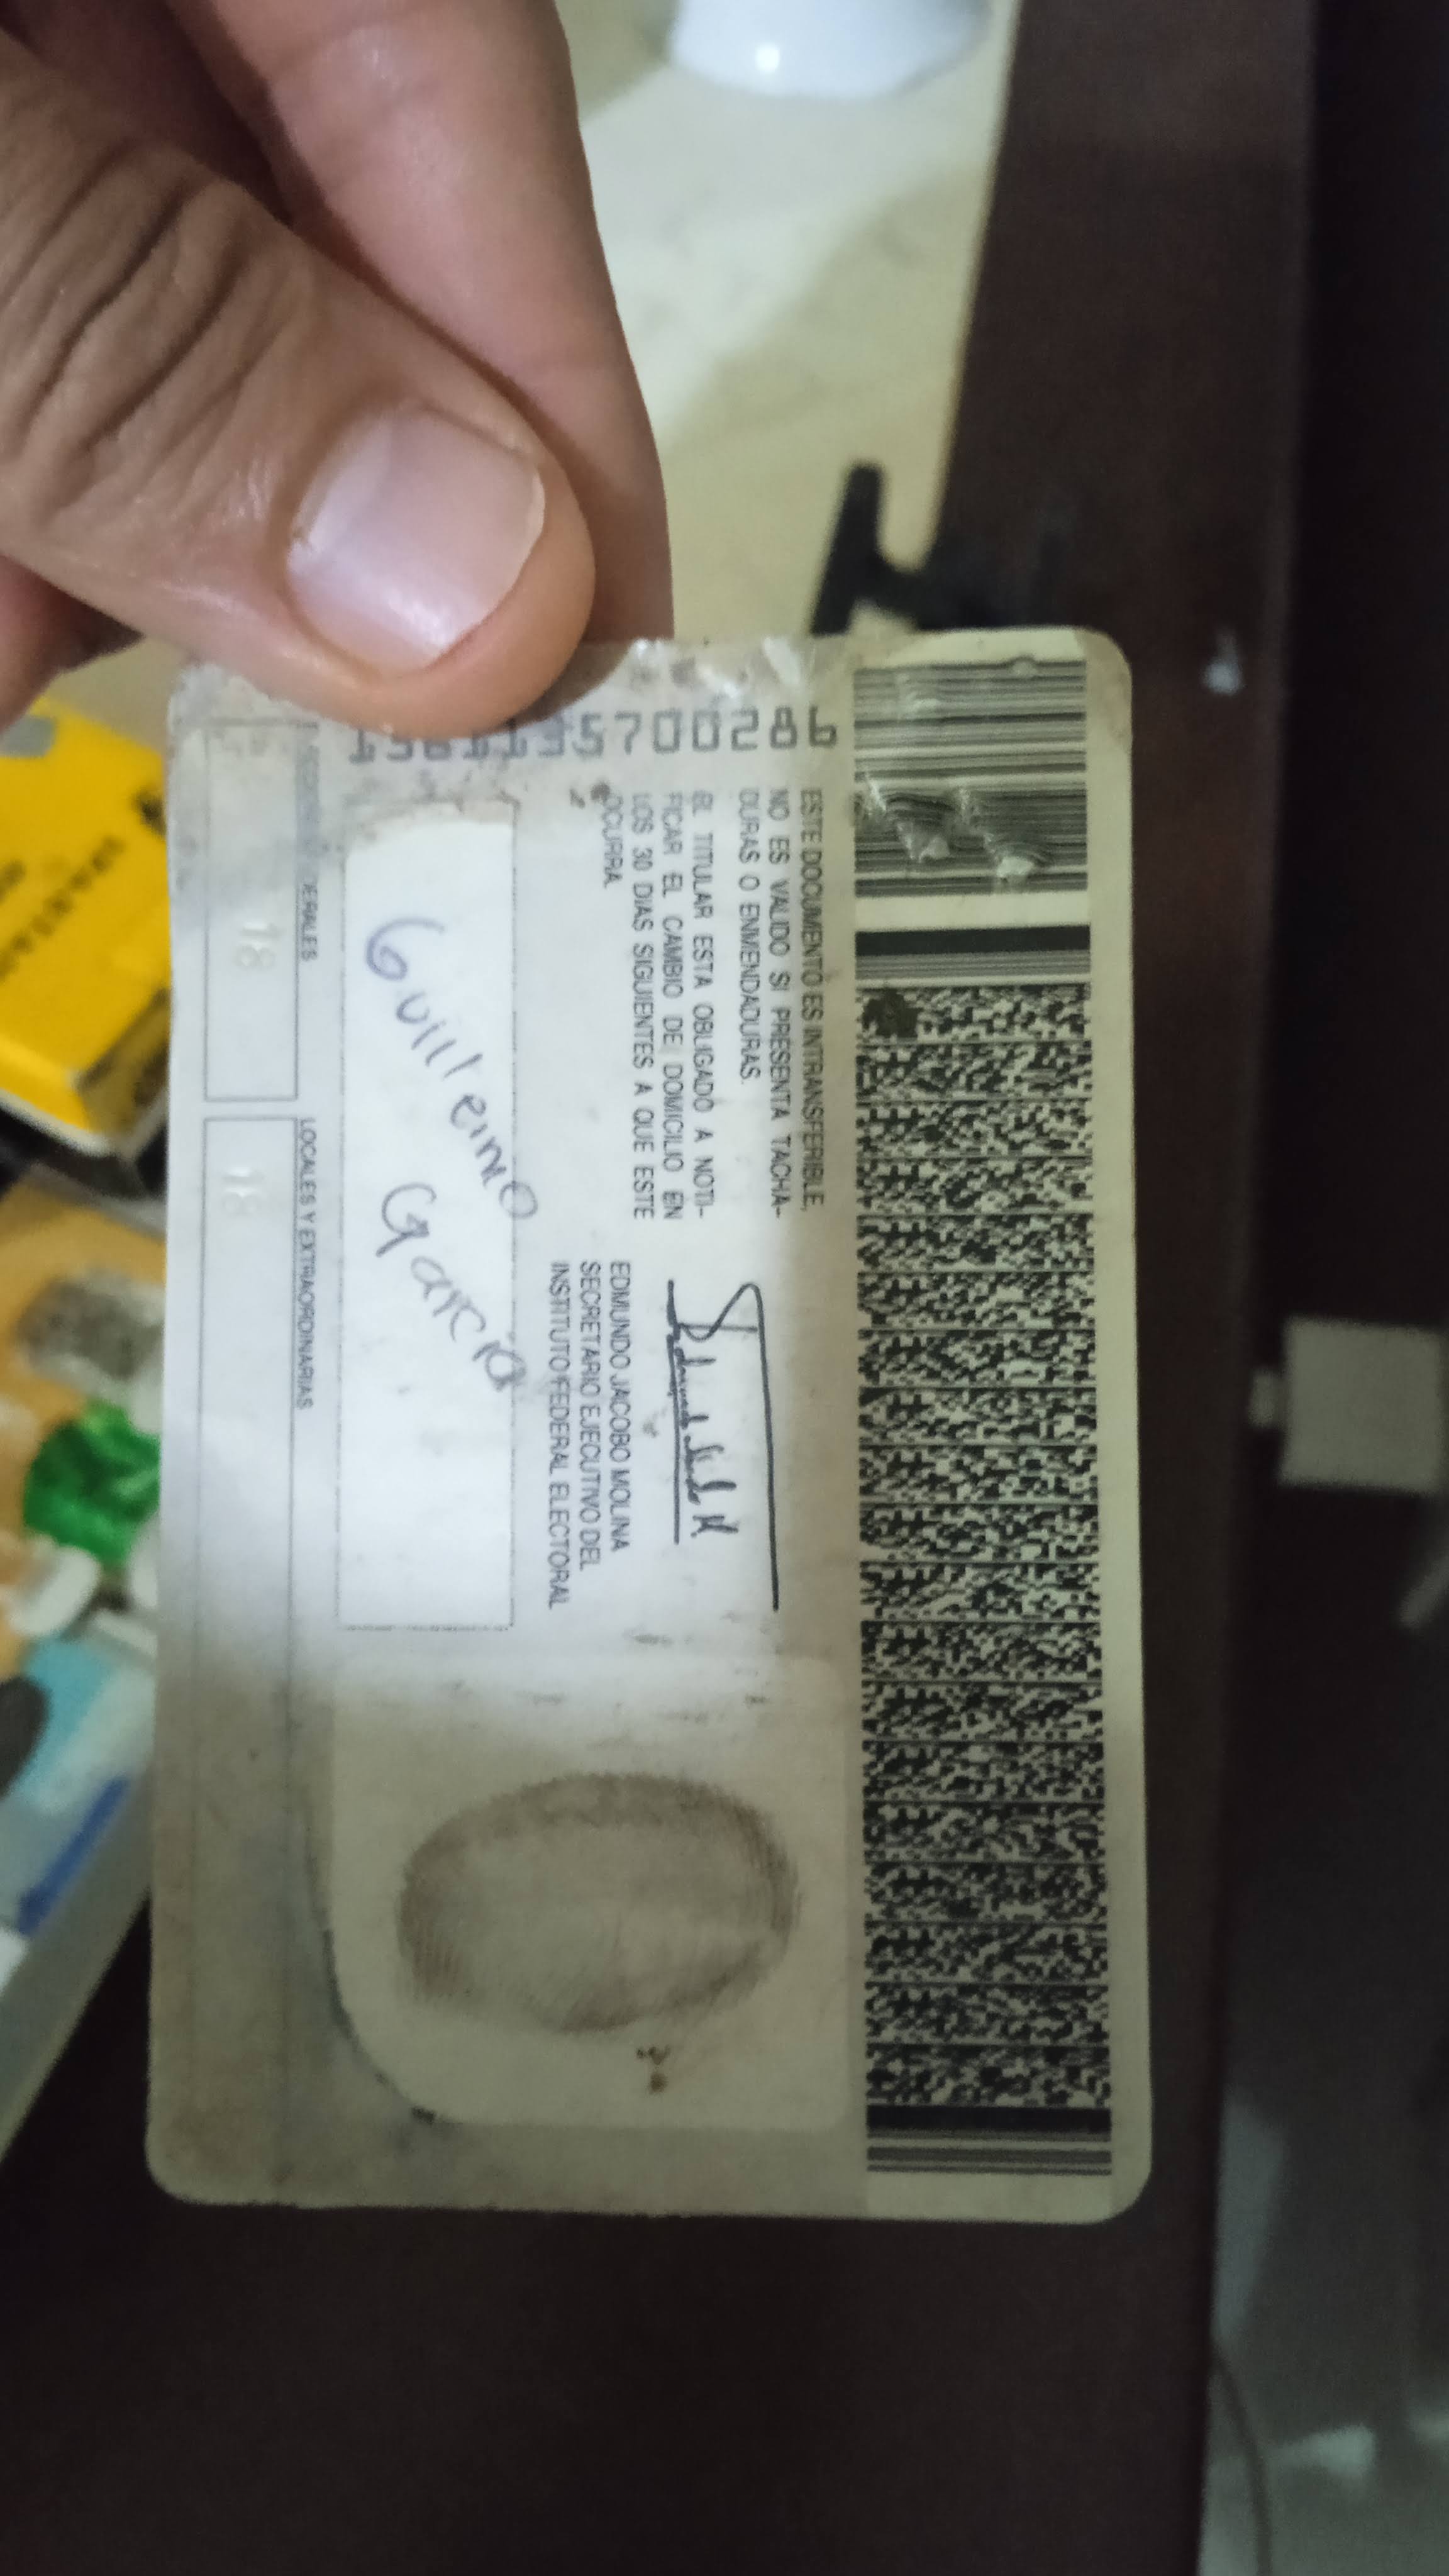 ESTE DOCUMENTO ES INTRANSFERIBLE,
NO ES VALIDO SI PRESENTA TACHA-
DURAS O ENMENDADURAS.
EL TITULAR ESTA OBLIGADO A NOTI-
FICAR EL CAMBIO DE DOMICILIO EN
LOS 30 DIAS SIGUIENTES A QUE ESTE
OCURRA.
EDMUNDO JACOBO MOLINA
SECRETARIO EJECUTIVO DEL
INSTITUTO FEDERAL ELECTORAL
Guillermo
Garcia
LOCALES Y EXTRAORDINARIAS
18
18